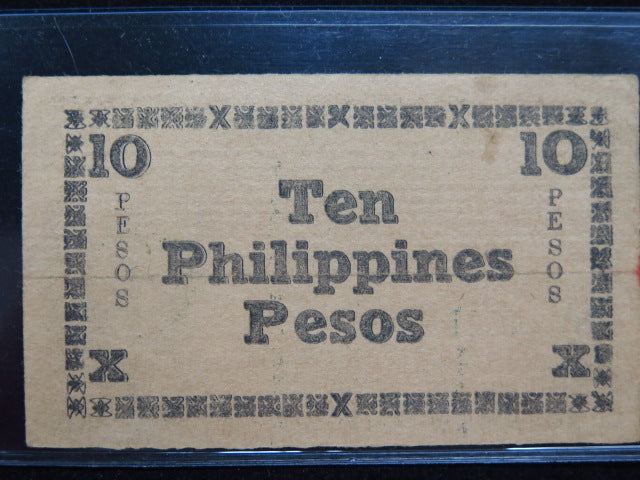 X X X
10 10
PESOS PESOS
Ten
Philippines
Pesos
X X
X